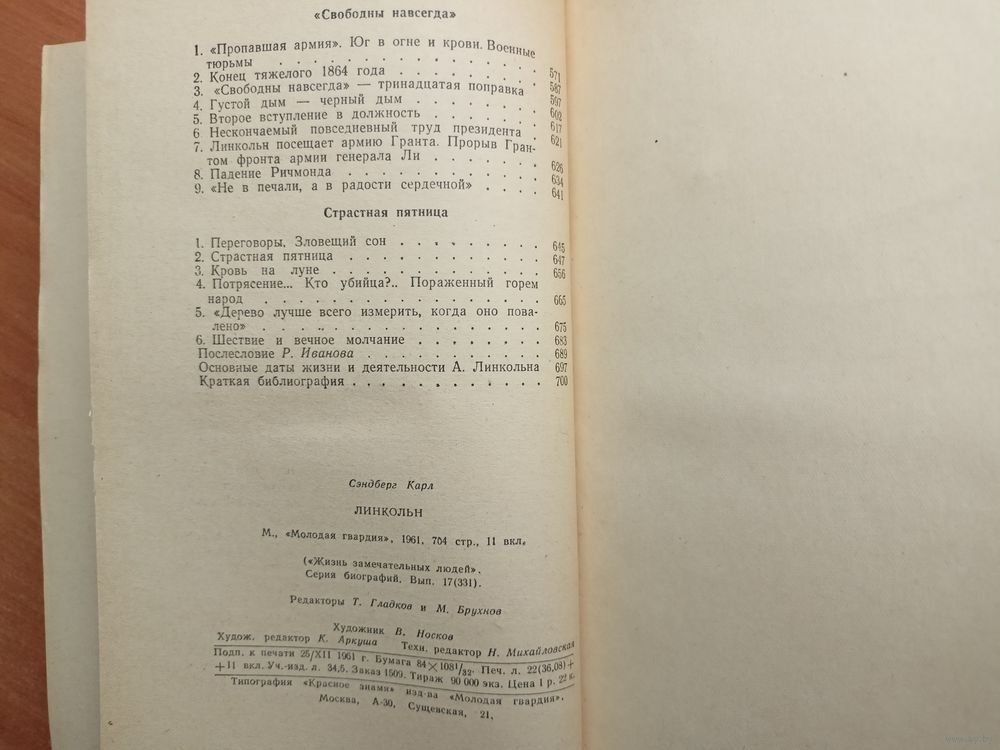 «Свободны навсегда»
1. «Пропавшая армия». Юг в огне и крови. Военные
тюрьмы . . . . . . . . . . . . . . 571
2. Конец тяжелого 1864 года . . . . . . . . 587
3. «Свободны навсегда» — тринадцатая поправка 597
4. Густой дым — черный дым . . . . . . . 602
5. Второе вступление в должность . . . . . . 617
6 Нескончаемый повседневный труд президента . 621
7. Линкольн посещает армию Гранта. Прорыв Гран-
том фронта армии генерала Ли . . . . . . 626
8. Падение Ричмонда . . . . . . . . . . 634
9. «Не в печали, а в радости сердечной» . . . . 641
Страстная пятница
1. Переговоры. Зловещий сон . . . . . . . . 645
2. Страстная пятница . . . . . . . . . . 647
3. Кровь на луне . . . . . . . . . . . 656
4. Потрясение... Кто убийца?.. Пораженный горем
народ . . . . . . . . . . . . . . 665
5. «Дерево лучше всего измерить, когда оно пова-
лено» . . . . . . . . . . . . . . 675
6. Шествие и вечное молчание . . . . . . . 683
Послесловие Р. Иванова . . . . . . . . . . 689
Основные даты жизни и деятельности А. Линкольна 697
Краткая библиография . . . . . . . . . . 700
Сэндберг Карл
ЛИНКОЛЬН
М., «Молодая гвардия», 1961, 704 стр., 11 вкл.
(«Жизнь замечательных людей».
Серия биографий. Вып. 17(331).
Редакторы Т. Гладков и М. Брухнов
Художник В. Носков
Худож. редактор К. Аркуша Техн. редактор Н. Михайловская
Подп. к печати 25/XII 1961 г. Бумага 84×1081/32. Печ. л. 22(36,08)+
+11 вкл. Уч.-изд. л. 34,5. Заказ 1509. Тираж 90 000 экз. Цена 1 р. 22 к.
Типография «Красное знамя» изд-ва «Молодая гвардия».
Москва, А-30, Сущевская, 21.